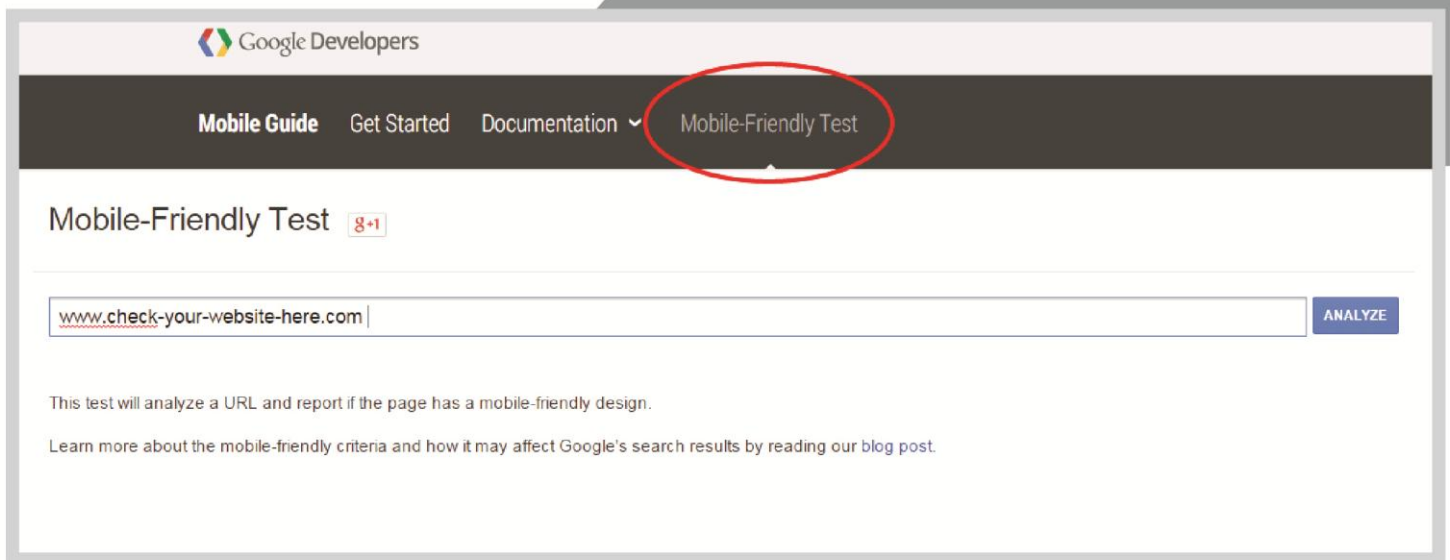 Google Developers
Mobile Guide Get Started Documentation Mobile-Friendly Test
Mobile-Friendly Test g+1
www.check-your-website-here.com ANALYZE
This test will analyze a URL and report if the page has a mobile-friendly design.
Learn more about the mobile-friendly criteria and how it may affect Google's search results by reading our blog post.